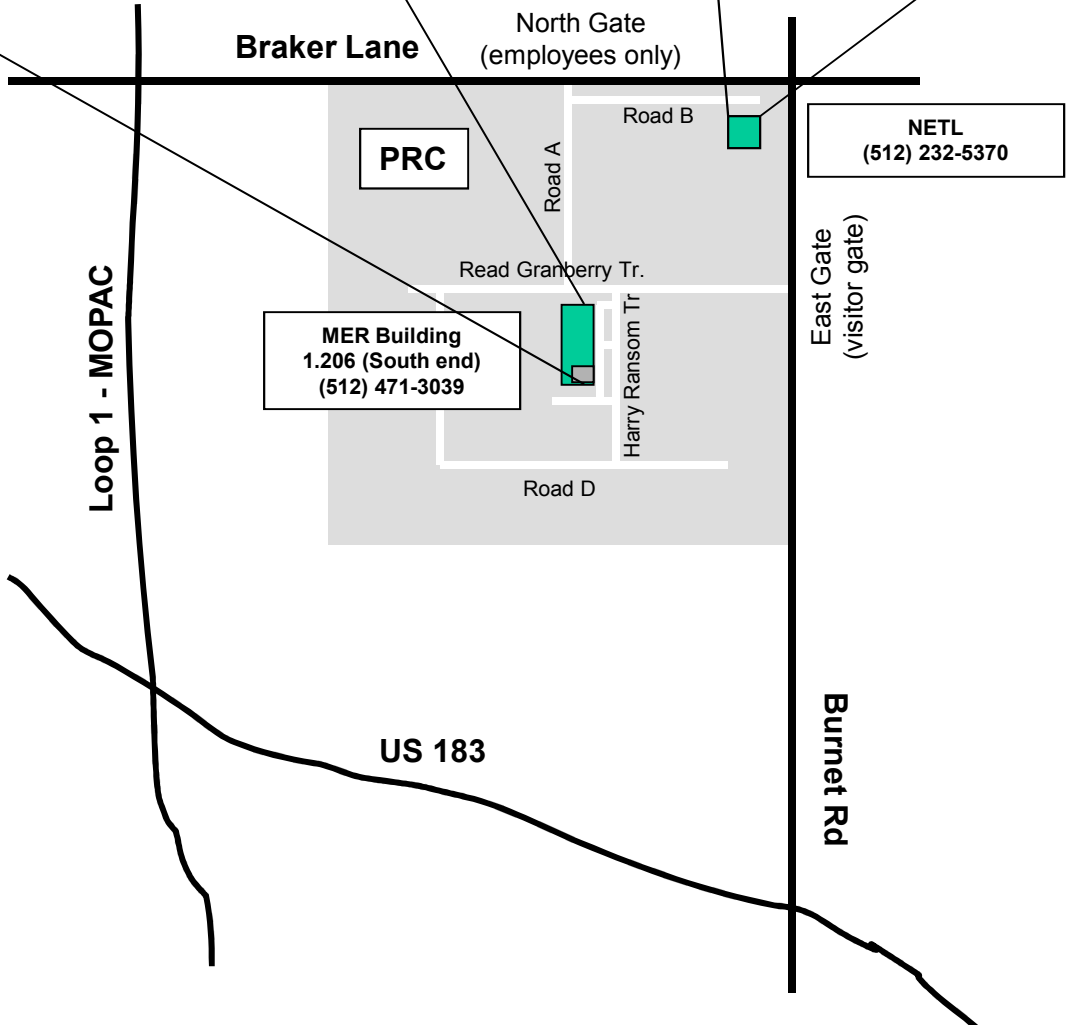 North Gate
(employees only)
Braker Lane
Road B
NETL
(512) 232-5370
PRC
Road A
East Gate
(visitor gate)
Read Granberry Tr.
Loop 1 - MOPAC
MER Building
1.206 (South end)
(512) 471-3039
Harry Ransom Tr
Road D
US 183
Burnet Rd